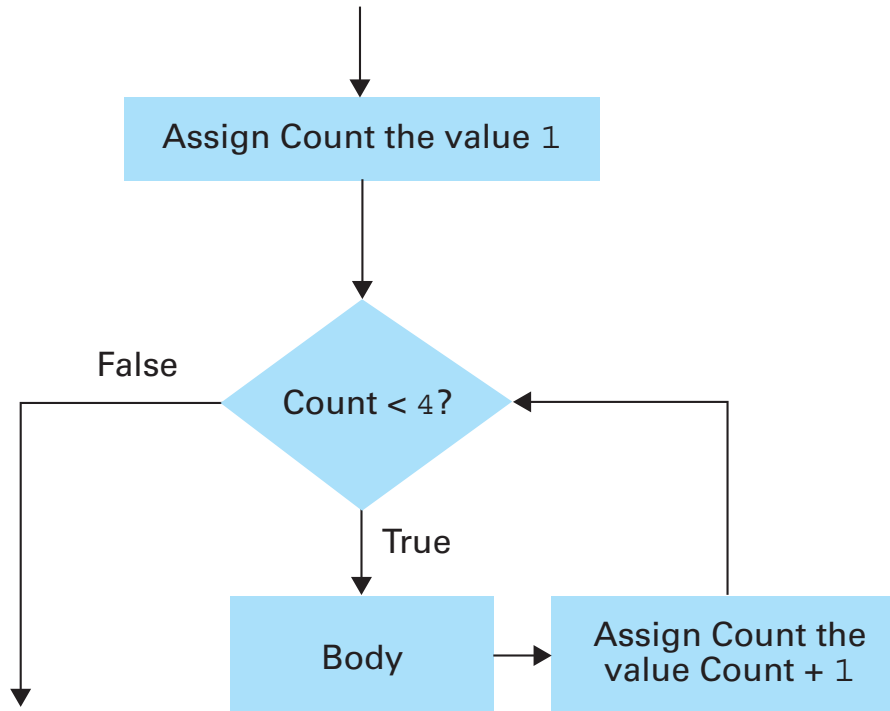 Assign Count the value 1
False
Count < 4?
True
Body
Assign Count the
value Count + 1